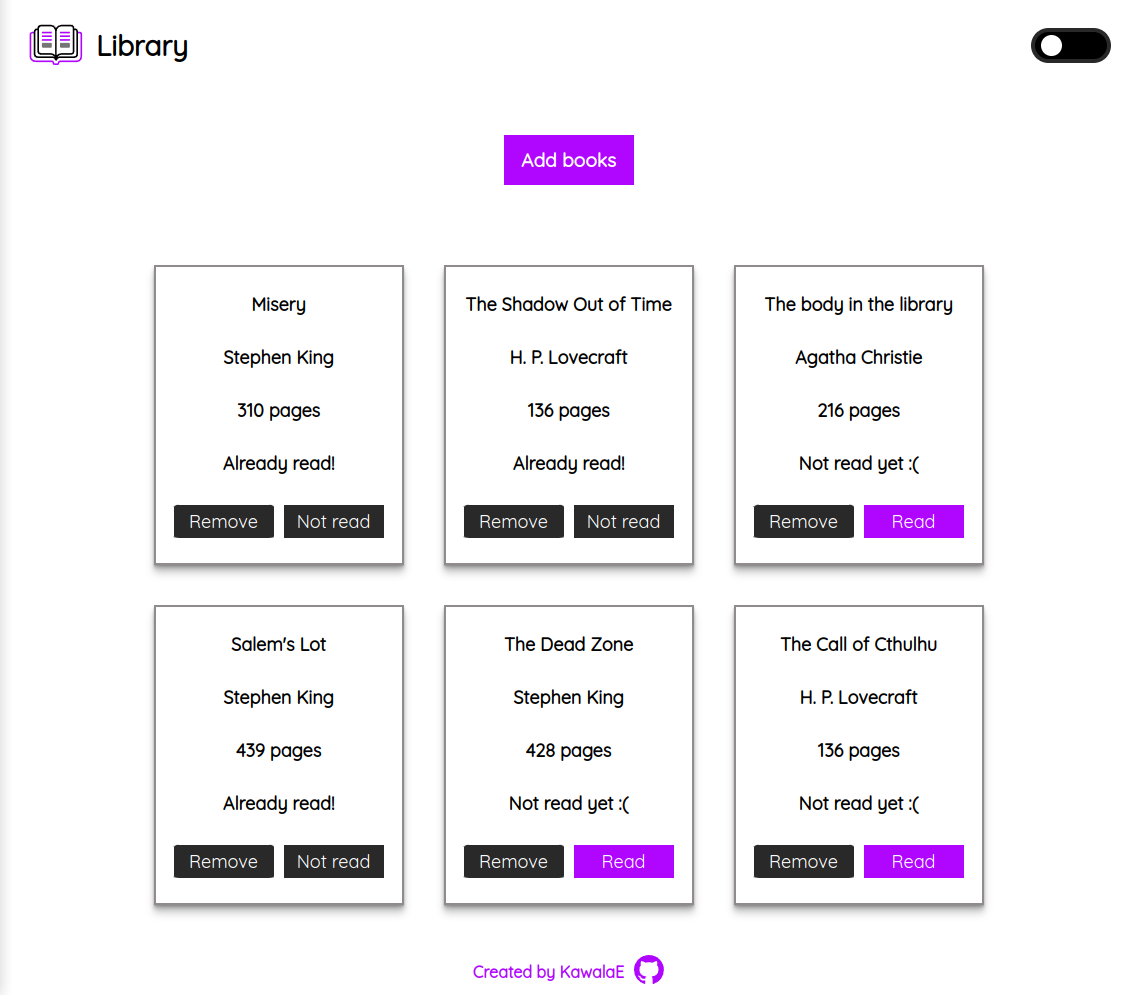 Library
Add books
Misery
Stephen King
310 pages
Already read!
Remove
Not read
The Shadow Out of Time
H. P. Lovecraft
136 pages
Already read!
Remove
Not read
The body in the library
Agatha Christie
216 pages
Not read yet :(
Remove
Read
Salem's Lot
Stephen King
439 pages
Already read!
Remove
Not read
The Dead Zone
Stephen King
428 pages
Not read yet :(
Remove
Read
The Call of Cthulhu
H. P. Lovecraft
136 pages
Not read yet :(
Remove
Read
Created by KawalaE